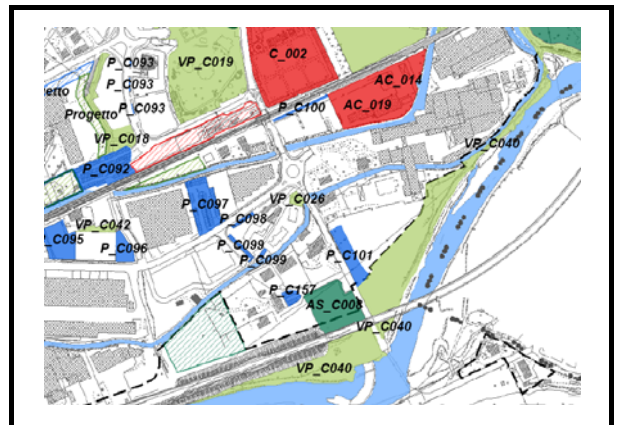 C_002
P_C093
VP_C019
P_C093
AC_014
etto
P_C093
P_C100
AC_019
Progetto
VP_C018
VP_C040
P_C092
VP_C026
P_C097
P_C098
VP_C042
P_C095
P_C096
P_C099
P_C099
P_C101
P_C157
AS_C008
VP_C040
VP_C040